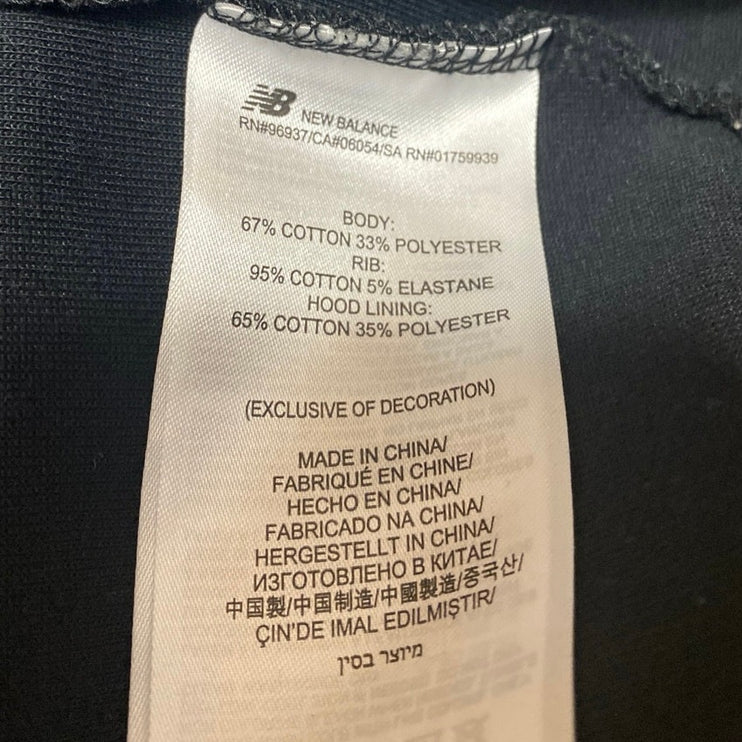 NB NEW BALANCE
RN#96937/CA#06054/SA RN#01759939
BODY:
67% COTTON 33% POLYESTER
RIB:
95% COTTON 5% ELASTANE
HOOD LINING:
65% COTTON 35% POLYESTER
(EXCLUSIVE OF DECORATION)
MADE IN CHINA/
FABRIQUÉ EN CHINE/
HECHO EN CHINA/
FABRICADO NA CHINA/
HERGESTELLT IN CHINA/
ИЗГОТОВЛЕНО В КИТАЕ/
中国製/中国制造/中國製造/중국산/
ÇIN'DE IMAL EDILMIŞTIR/
מיוצר בסין